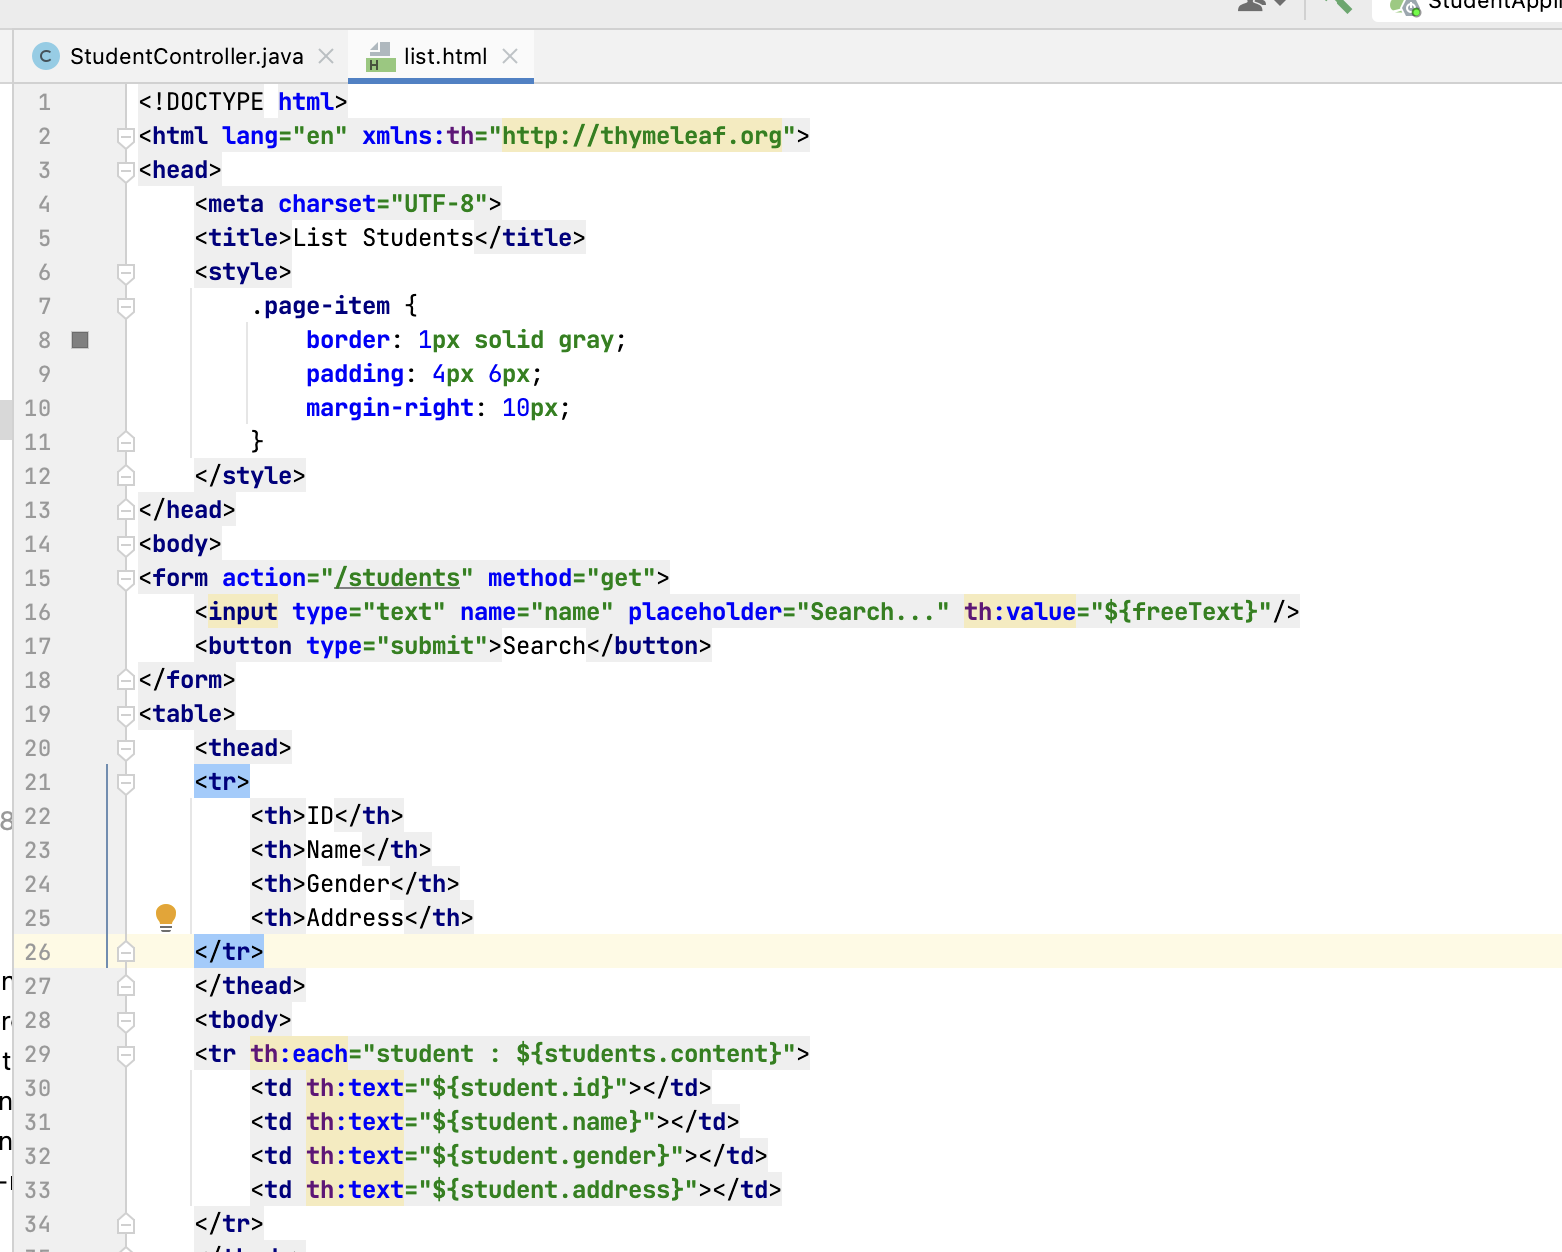 StudentAppli
StudentController.java list.html
1 <!DOCTYPE html>
2 <html lang="en" xmlns:th="http://thymeleaf.org">
3 <head>
4 <meta charset="UTF-8">
5 <title>List Students</title>
6 <style>
7 .page-item {
8 border: 1px solid gray;
9 padding: 4px 6px;
10 margin-right: 10px;
11 }
12 </style>
13 </head>
14 <body>
15 <form action="/students" method="get">
16 <input type="text" name="name" placeholder="Search..." th:value="${freeText}"/>
17 <button type="submit">Search</button>
18 </form>
19 <table>
20 <thead>
21 <tr>
22 <th>ID</th>
23 <th>Name</th>
24 <th>Gender</th>
25 <th>Address</th>
26 </tr>
27 </thead>
28 <tbody>
29 <tr th:each="student : ${students.content}">
30 <td th:text="${student.id}"></td>
31 <td th:text="${student.name}"></td>
32 <td th:text="${student.gender}"></td>
33 <td th:text="${student.address}"></td>
34 </tr>